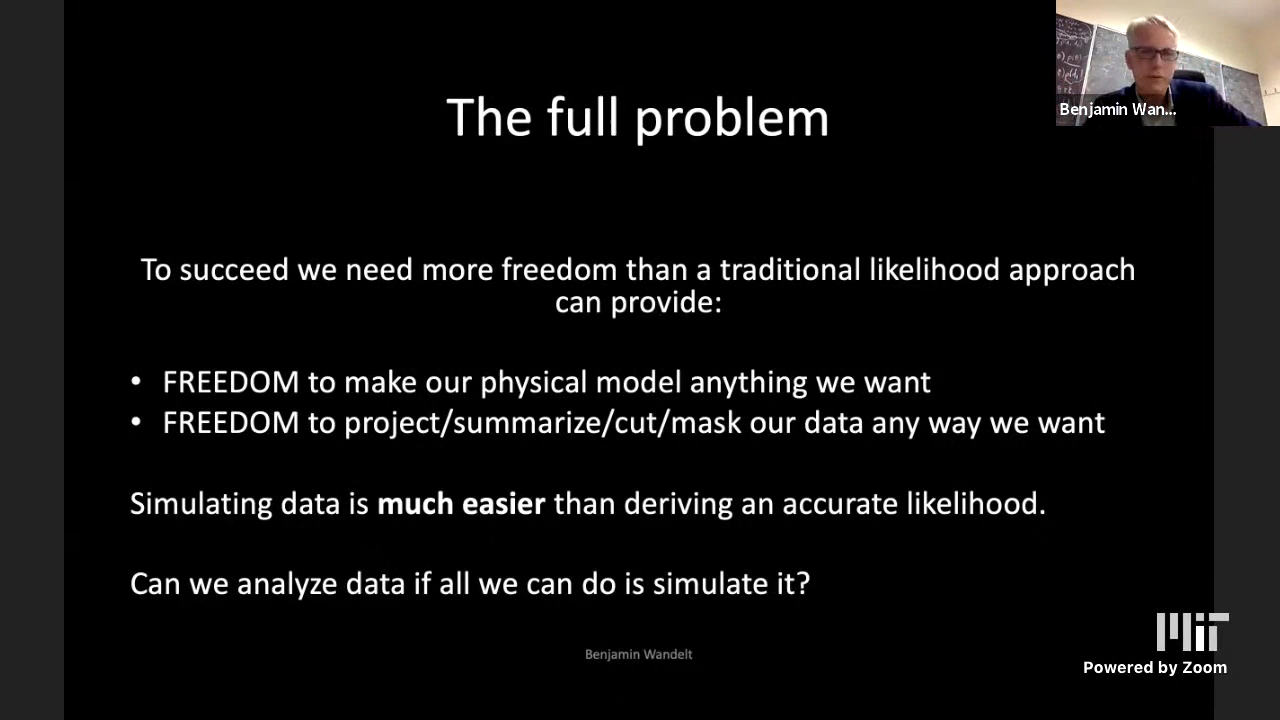 The full problem
Benjamin Wan...
To succeed we need more freedom than a traditional likelihood approach
can provide:
• FREEDOM to make our physical model anything we want
• FREEDOM to project/summarize/cut/mask our data any way we want
Simulating data is much easier than deriving an accurate likelihood.
Can we analyze data if all we can do is simulate it?
Benjamin Wandelt
MIT
Powered by Zoom